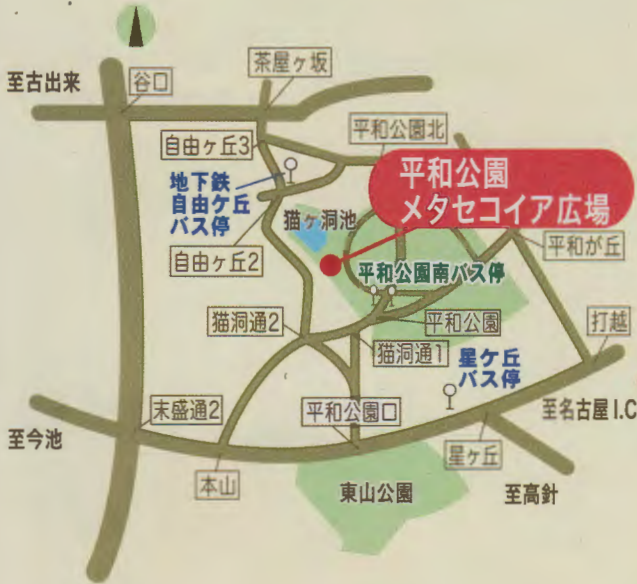 茶屋ヶ坂
至古出来
谷口
自由ヶ丘3
平和公園北
地下鉄
自由ケ丘
バス停
平和公園
メタセコイア広場
猫ヶ洞池
自由ヶ丘2
平和が丘
平和公園南バス停
猫洞通2
平和公園
打越
猫洞通1
星ケ丘
バス停
末盛通2
平和公園口
至名古屋I.C
至今池
本山
星ヶ丘
東山公園
至高針